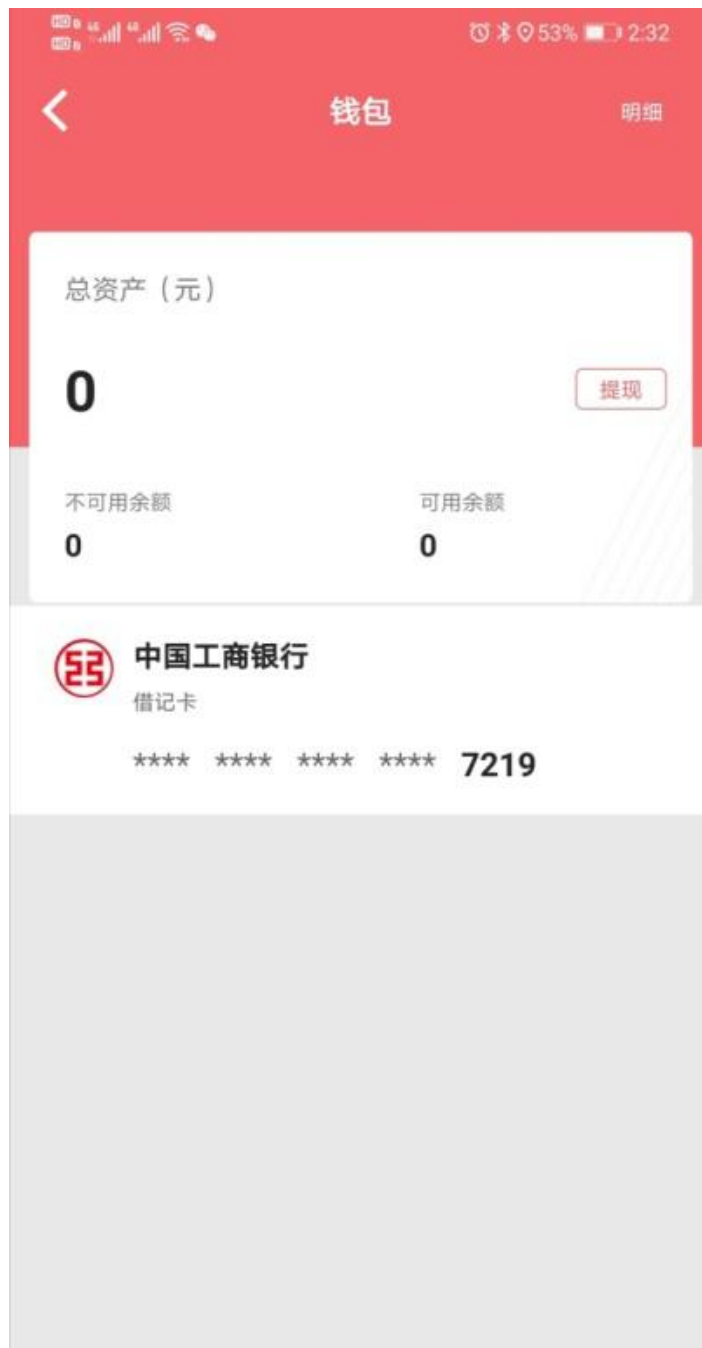 53% 2:32
钱包 明细
总资产（元）
0 提现
不可用余额 可用余额
0 0
中国工商银行
借记卡
**** **** **** **** 7219